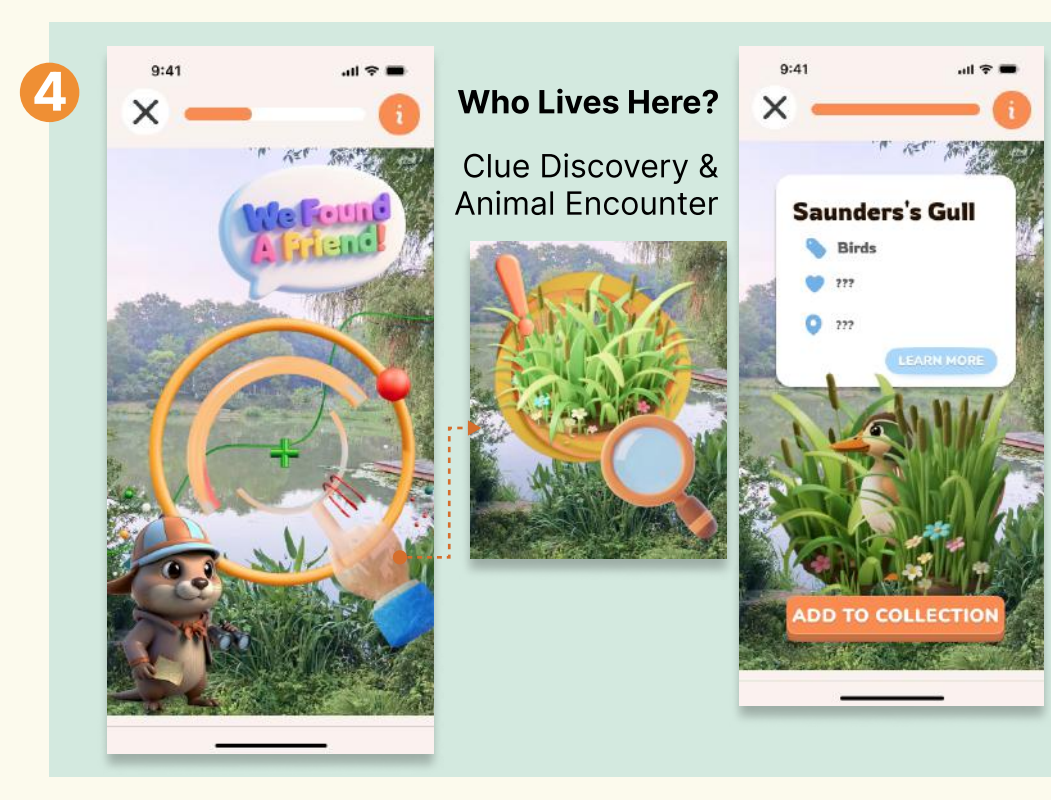 4
9:41
We Found
A Friend!
Who Lives Here?
Clue Discovery &
Animal Encounter
9:41
i
i
Saunders's Gull
Birds
???
???
LEARN MORE
ADD TO COLLECTION